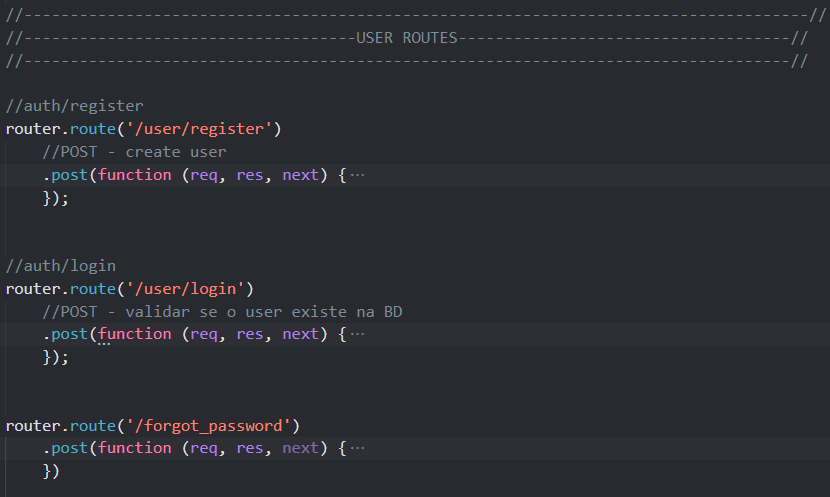 //-------------------------------------------------------------------------------------//
//------------------------------------USER ROUTES------------------------------------//
//-----------------------------------------------------------------------------------//
//auth/register
router.route('/user/register')
//POST - create user
.post(function (req, res, next) {···
});
//auth/login
router.route('/user/login')
//POST - validar se o user existe na BD
.post(function (req, res, next) {···
});
router.route('/forgot_password')
.post(function (req, res, next) {···
})